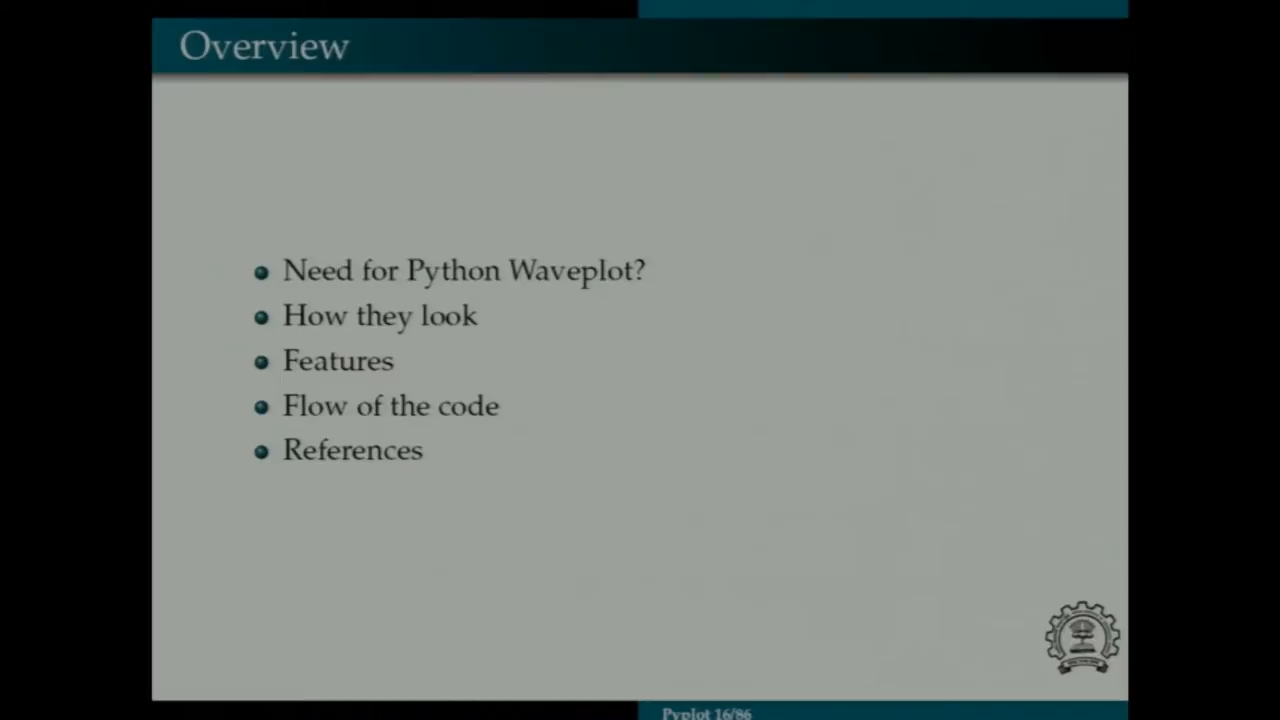 Overview
Need for Python Waveplot?
How they look
Features
Flow of the code
References
Pyplot 16/86